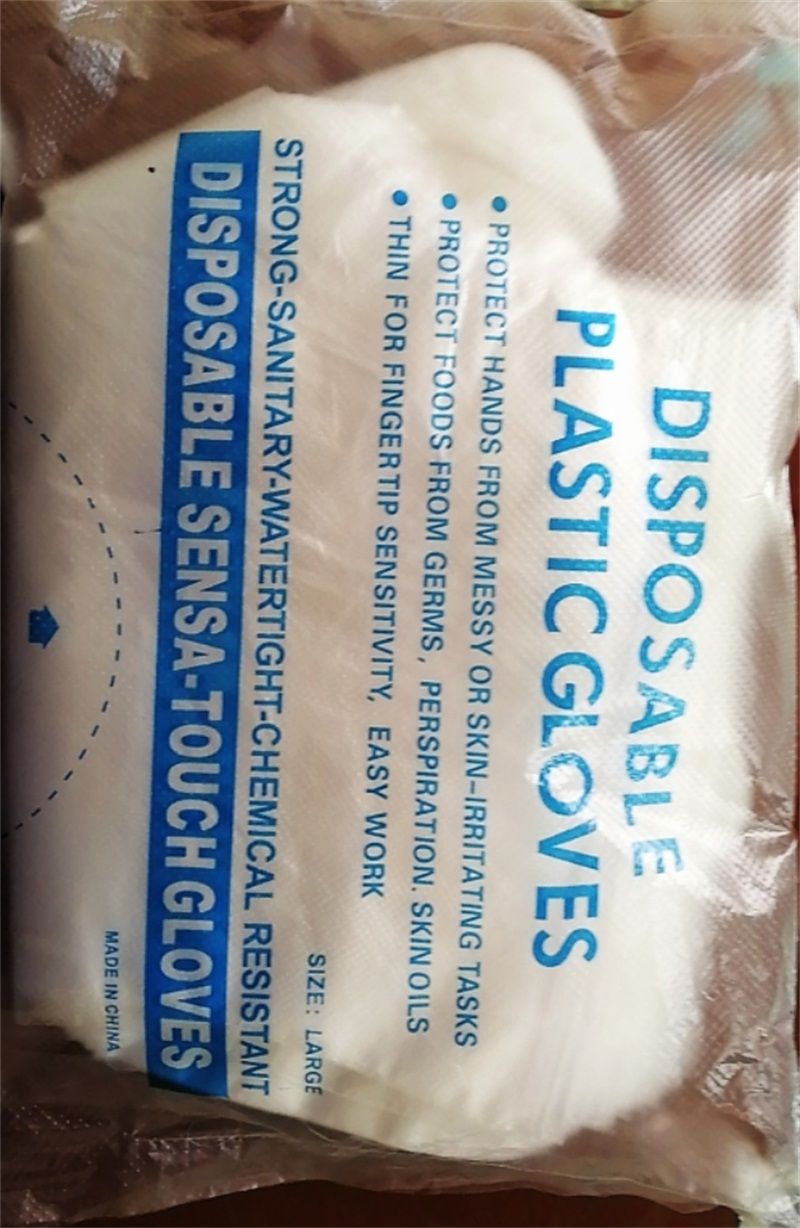 DISPOSABLE
PLASTIC GLOVES
● PROTECT HANDS FROM MESSY OR SKIN-IRRITATING TASKS
● PROTECT FOODS FROM GERMS, PERSPIRATION. SKIN OILS
● THIN FOR FINGERTIP SENSITIVITY, EASY WORK
SIZE: LARGE
STRONG-SANITARY-WATERTIGHT-CHEMICAL RESISTANT
DISPOSABLE SENSA-TOUCH GLOVES
MADE IN CHINA